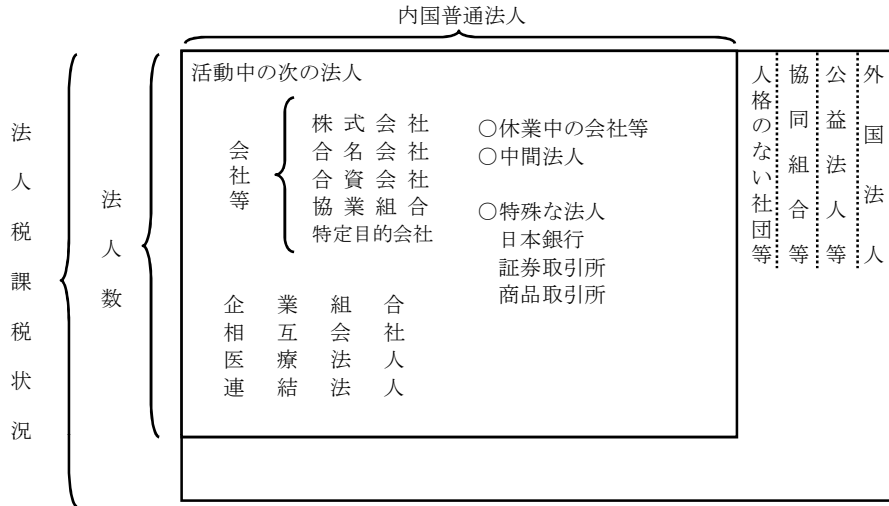 内国普通法人
活動中の次の法人
会社等
株式会社
合名会社
合資会社
協業組合
特定目的会社
企業組合
相互会社
医療法人
連結法人
○休業中の会社等
○中間法人
○特殊な法人
日本銀行
証券取引所
商品取引所
人格のない社団等
協同組合等
公益法人等
外国法人
法人数
法人税課税状況